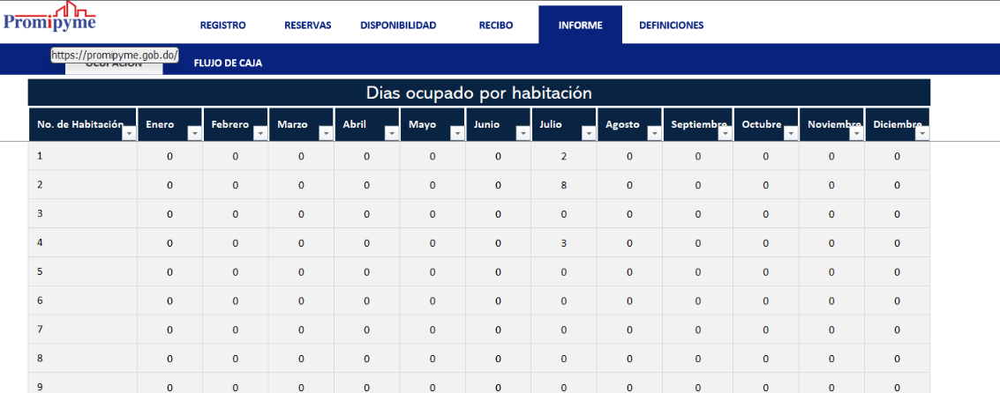 Promipyme
REGISTRO RESERVAS DISPONIBILIDAD RECIBO INFORME DEFINICIONES
https://promipyme.gob.do/
OCUPACION FLUJO DE CAJA
Dias ocupado por habitación
No. de Habitación Enero Febrero Marzo Abril Mayo Junio Julio Agosto Septiembre Octubre Noviembre Diciembre
1 0 0 0 0 0 0 2 0 0 0 0 0
2 0 0 0 0 0 0 8 0 0 0 0 0
3 0 0 0 0 0 0 0 0 0 0 0 0
4 0 0 0 0 0 0 3 0 0 0 0 0
5 0 0 0 0 0 0 0 0 0 0 0 0
6 0 0 0 0 0 0 0 0 0 0 0 0
7 0 0 0 0 0 0 0 0 0 0 0 0
8 0 0 0 0 0 0 0 0 0 0 0 0
9 0 0 0 0 0 0 0 0 0 0 0 0